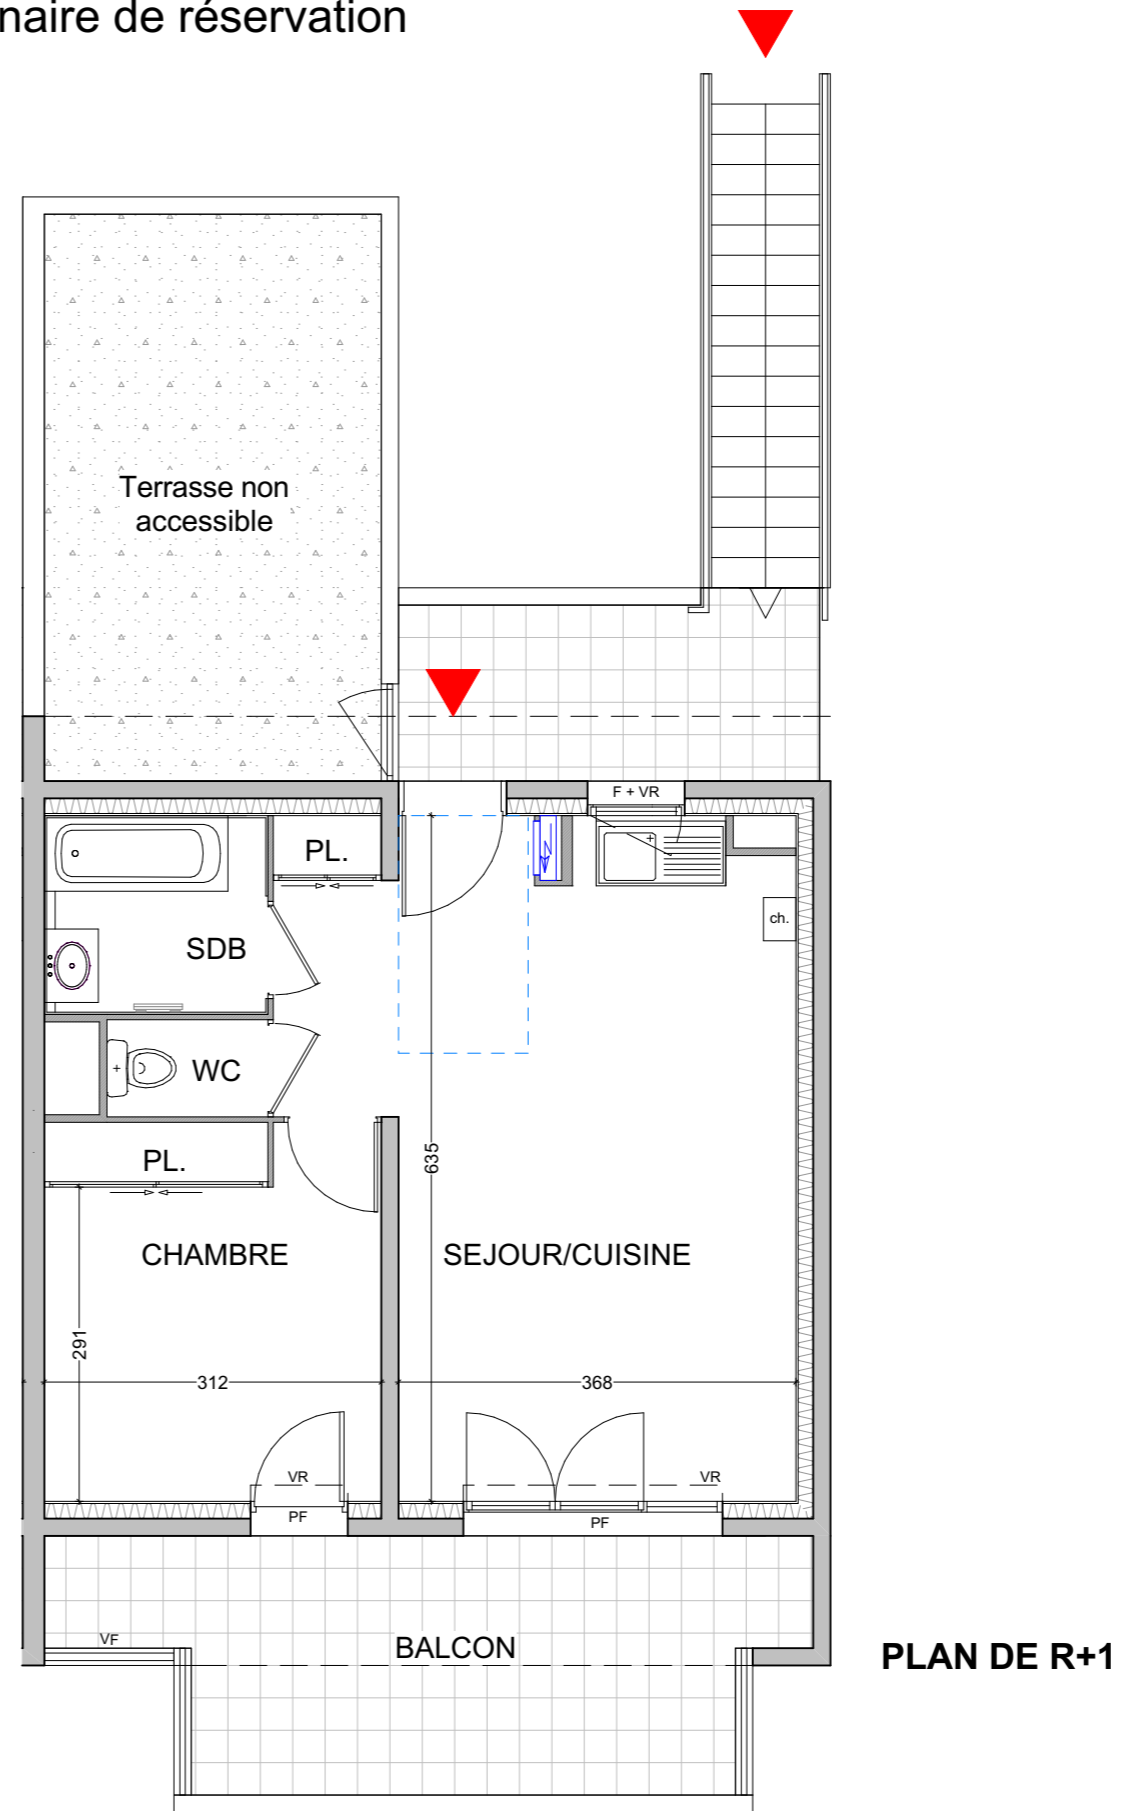 naire de réservation
Terrasse non
accessible
F + VR
PL.
ch.
SDB
WC
635
PL.
CHAMBRE
SEJOUR/CUISINE
291
312
368
VR
VR
PF
PF
VF
BALCON
PLAN DE R+1